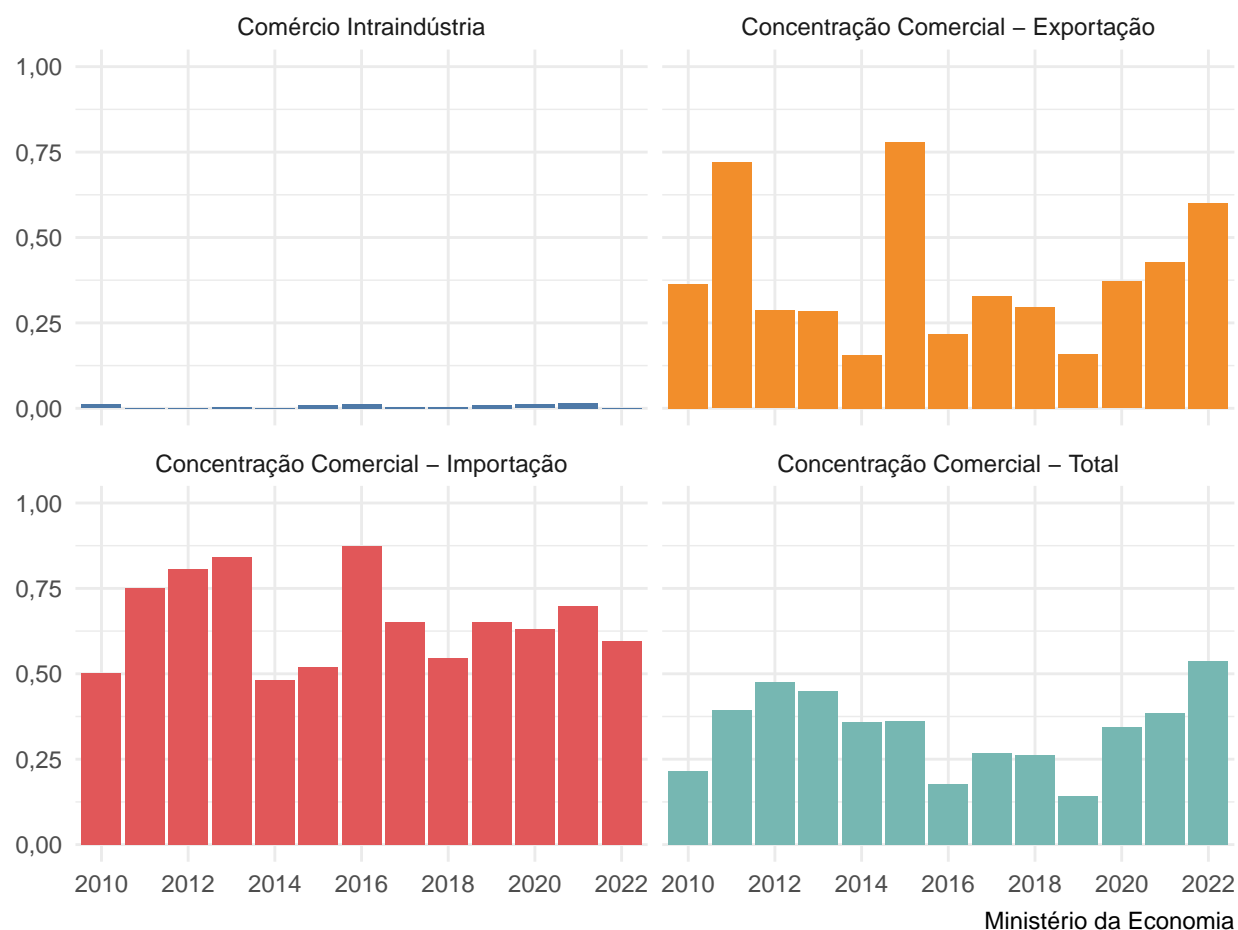 Comércio Intraindústria
Concentração Comercial – Exportação
1,00
0,75
0,50
0,25
0,00
Concentração Comercial – Importação
Concentração Comercial – Total
1,00
0,75
0,50
0,25
0,00
2010 2012 2014 2016 2018 2020 2022
2010 2012 2014 2016 2018 2020 2022
Ministério da Economia